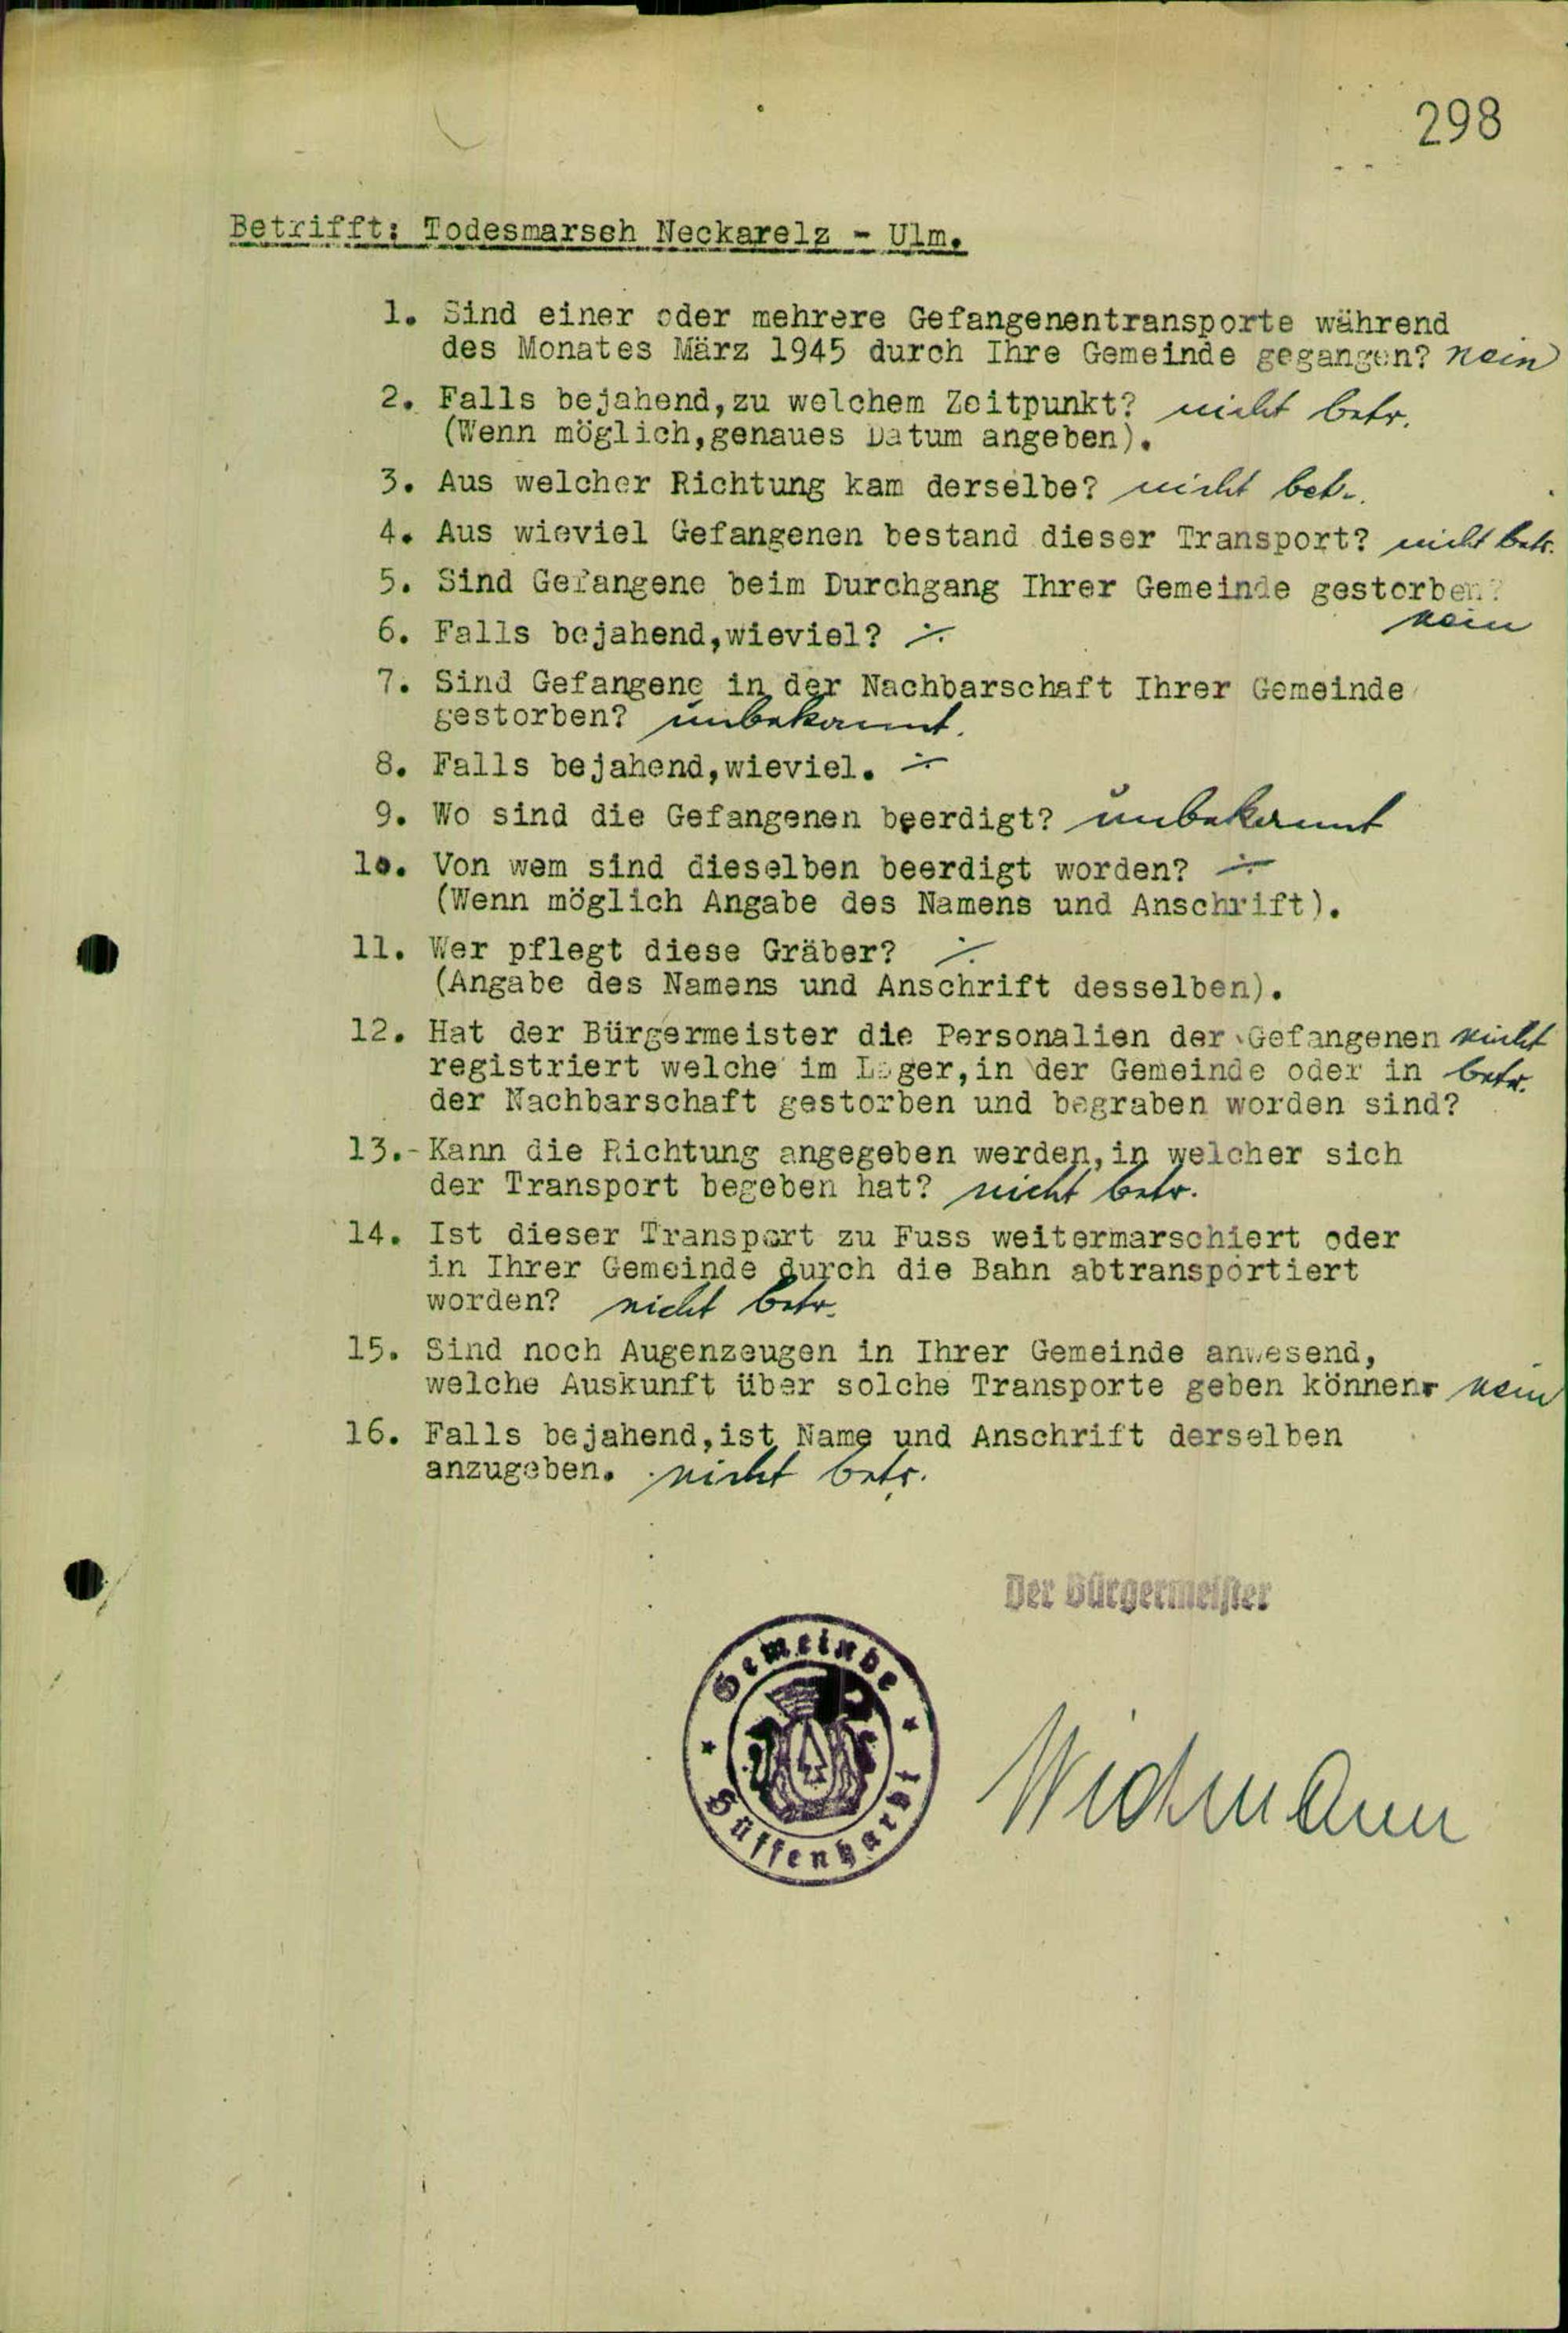 298
Betrifft: Todesmarsch Neckarelz - Ulm.
1. Sind einer oder mehrere Gefangenentransporte während
des Monates März 1945 durch Ihre Gemeinde gegangen? nein
2. Falls bejahend,zu welchem Zeitpunkt? nicht betr.
(Wenn möglich,genaues Datum angeben).
3. Aus welcher Richtung kam derselbe? nicht betr.
4. Aus wieviel Gefangenen bestand dieser Transport? nicht betr.
5. Sind Gefangene beim Durchgang Ihrer Gemeinde gestorben?
nein
6. Falls bejahend,wieviel? ./.
7. Sind Gefangene in der Nachbarschaft Ihrer Gemeinde
gestorben? unbekannt.
8. Falls bejahend,wieviel. ./.
9. Wo sind die Gefangenen beerdigt? unbekannt
10. Von wem sind dieselben beerdigt worden? ./.
(Wenn möglich Angabe des Namens und Anschrift).
11. Wer pflegt diese Gräber? ./.
(Angabe des Namens und Anschrift desselben).
12. Hat der Bürgermeister die Personalien der Gefangenen nicht
registriert welche im Lager,in der Gemeinde oder in betr.
der Nachbarschaft gestorben und begraben worden sind?
13.- Kann die Richtung angegeben werden,in welcher sich
der Transport begeben hat? nicht betr.
14. Ist dieser Transport zu Fuss weitermarschiert oder
in Ihrer Gemeinde durch die Bahn abtransportiert
worden? nicht betr.
15. Sind noch Augenzeugen in Ihrer Gemeinde anwesend,
welche Auskunft über solche Transporte geben können? nein
16. Falls bejahend,ist Name und Anschrift derselben
anzugeben. nicht betr.
Der Bürgermeister
Gemeinde
Hüffenhardt
Widmann